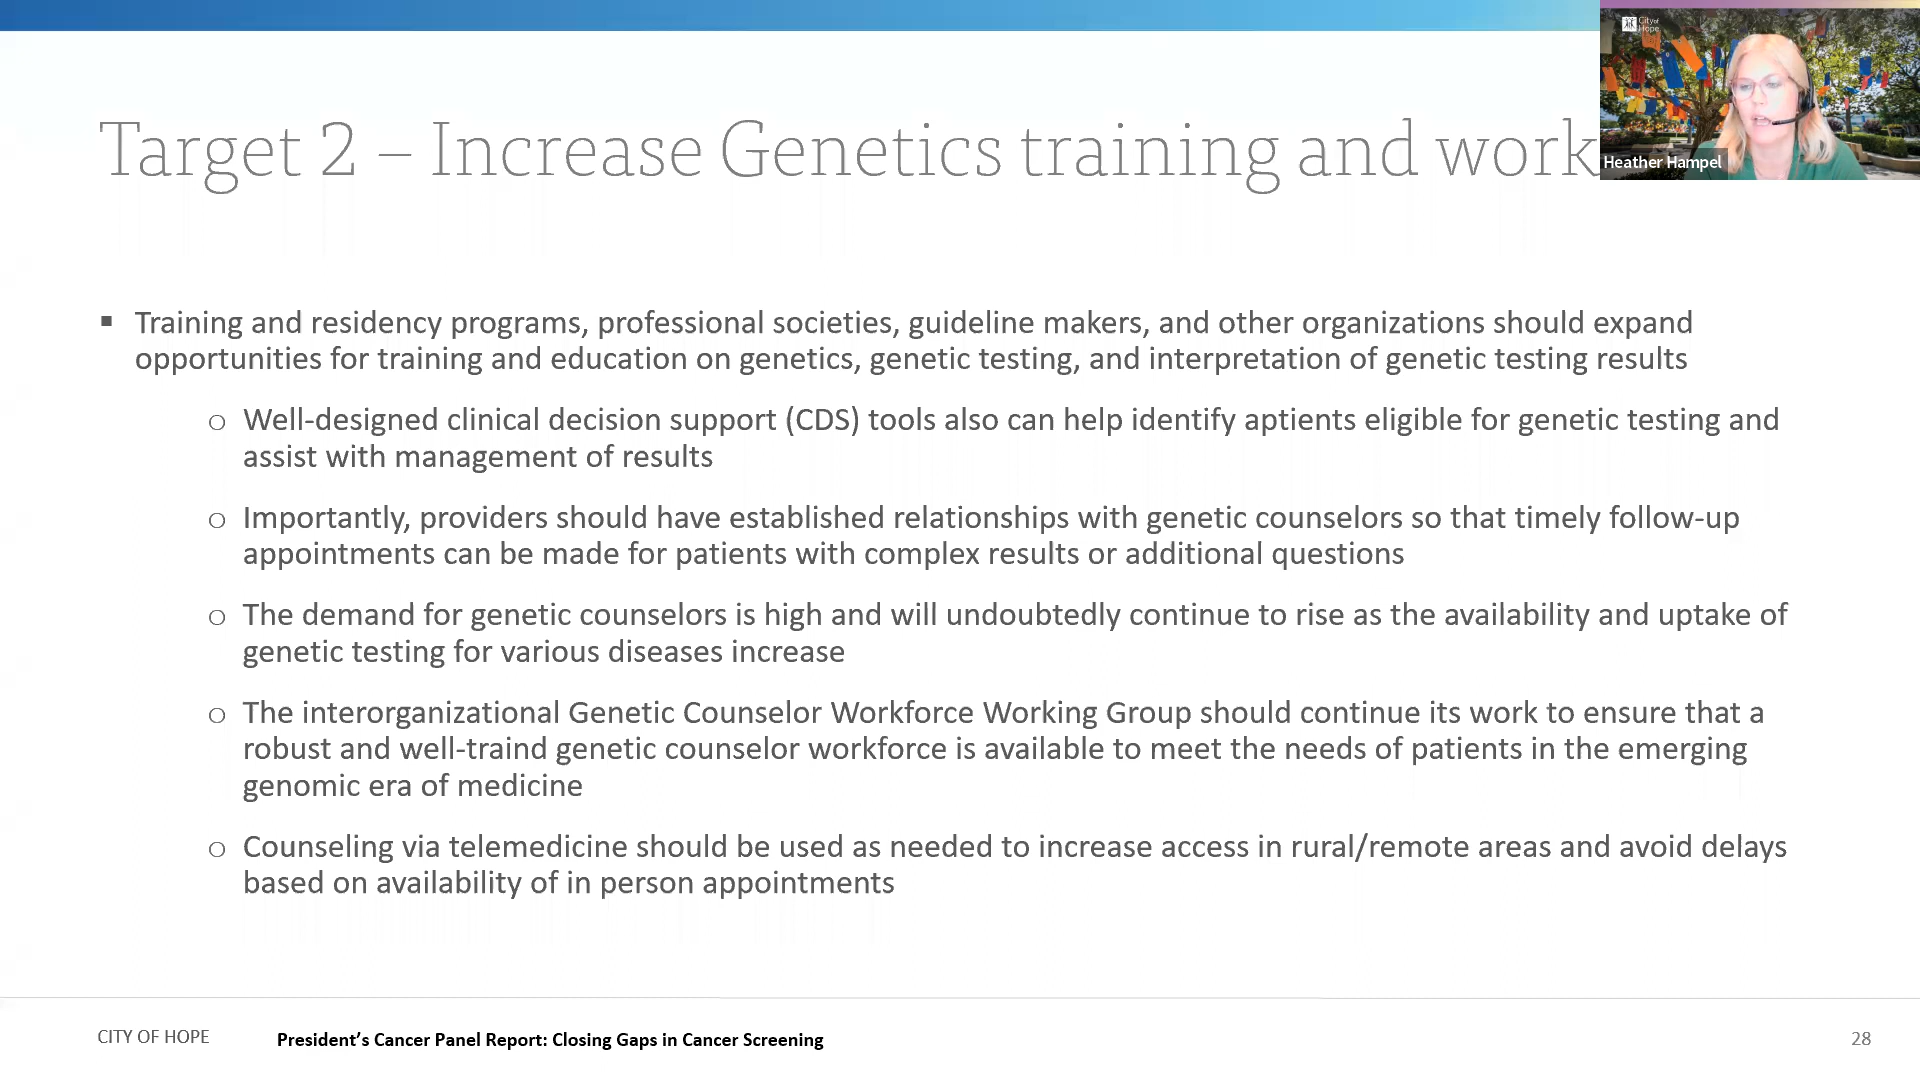 City of
Hope
Heather Hampel
Target 2 – Increase Genetics training and work
▪ Training and residency programs, professional societies, guideline makers, and other organizations should expand
opportunities for training and education on genetics, genetic testing, and interpretation of genetic testing results
o Well-designed clinical decision support (CDS) tools also can help identify aptients eligible for genetic testing and
assist with management of results
o Importantly, providers should have established relationships with genetic counselors so that timely follow-up
appointments can be made for patients with complex results or additional questions
o The demand for genetic counselors is high and will undoubtedly continue to rise as the availability and uptake of
genetic testing for various diseases increase
o The interorganizational Genetic Counselor Workforce Working Group should continue its work to ensure that a
robust and well-traind genetic counselor workforce is available to meet the needs of patients in the emerging
genomic era of medicine
o Counseling via telemedicine should be used as needed to increase access in rural/remote areas and avoid delays
based on availability of in person appointments
CITY OF HOPE
President’s Cancer Panel Report: Closing Gaps in Cancer Screening
28